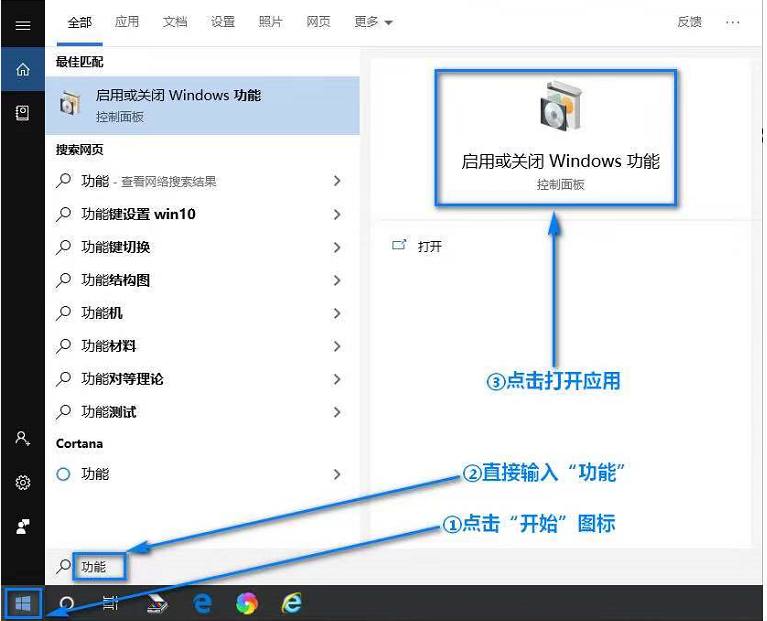 全部 应用 文档 设置 照片 网页 更多 反馈 ...
最佳匹配
启用或关闭 Windows 功能
控制面板
搜索网页
功能 - 查看网络搜索结果
功能键设置 win10
功能键切换
功能结构图
功能机
功能材料
功能对等理论
功能测试
Cortana
功能
功能
启用或关闭 Windows 功能
控制面板
打开
③点击打开应用
②直接输入“功能”
①点击“开始”图标